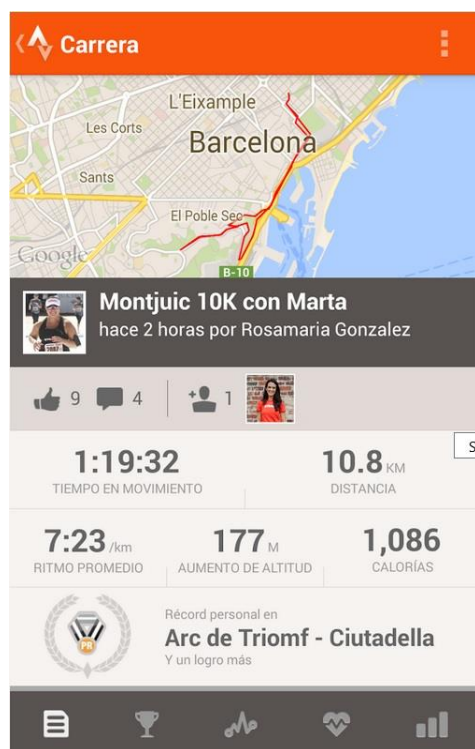 Carrera
L'Eixample
Les Corts
Barcelona
Sants
El Poble Sec
Google
B-10
Montjuic 10K con Marta
hace 2 horas por Rosamaria Gonzalez
9 4 1
1:19:32 10.8 KM
TIEMPO EN MOVIMIENTO DISTANCIA
S
7:23 /km 177 M 1,086
RITMO PROMEDIO AUMENTO DE ALTITUD CALORÍAS
Récord personal en
PR Arc de Triomf - Ciutadella
Y un logro más